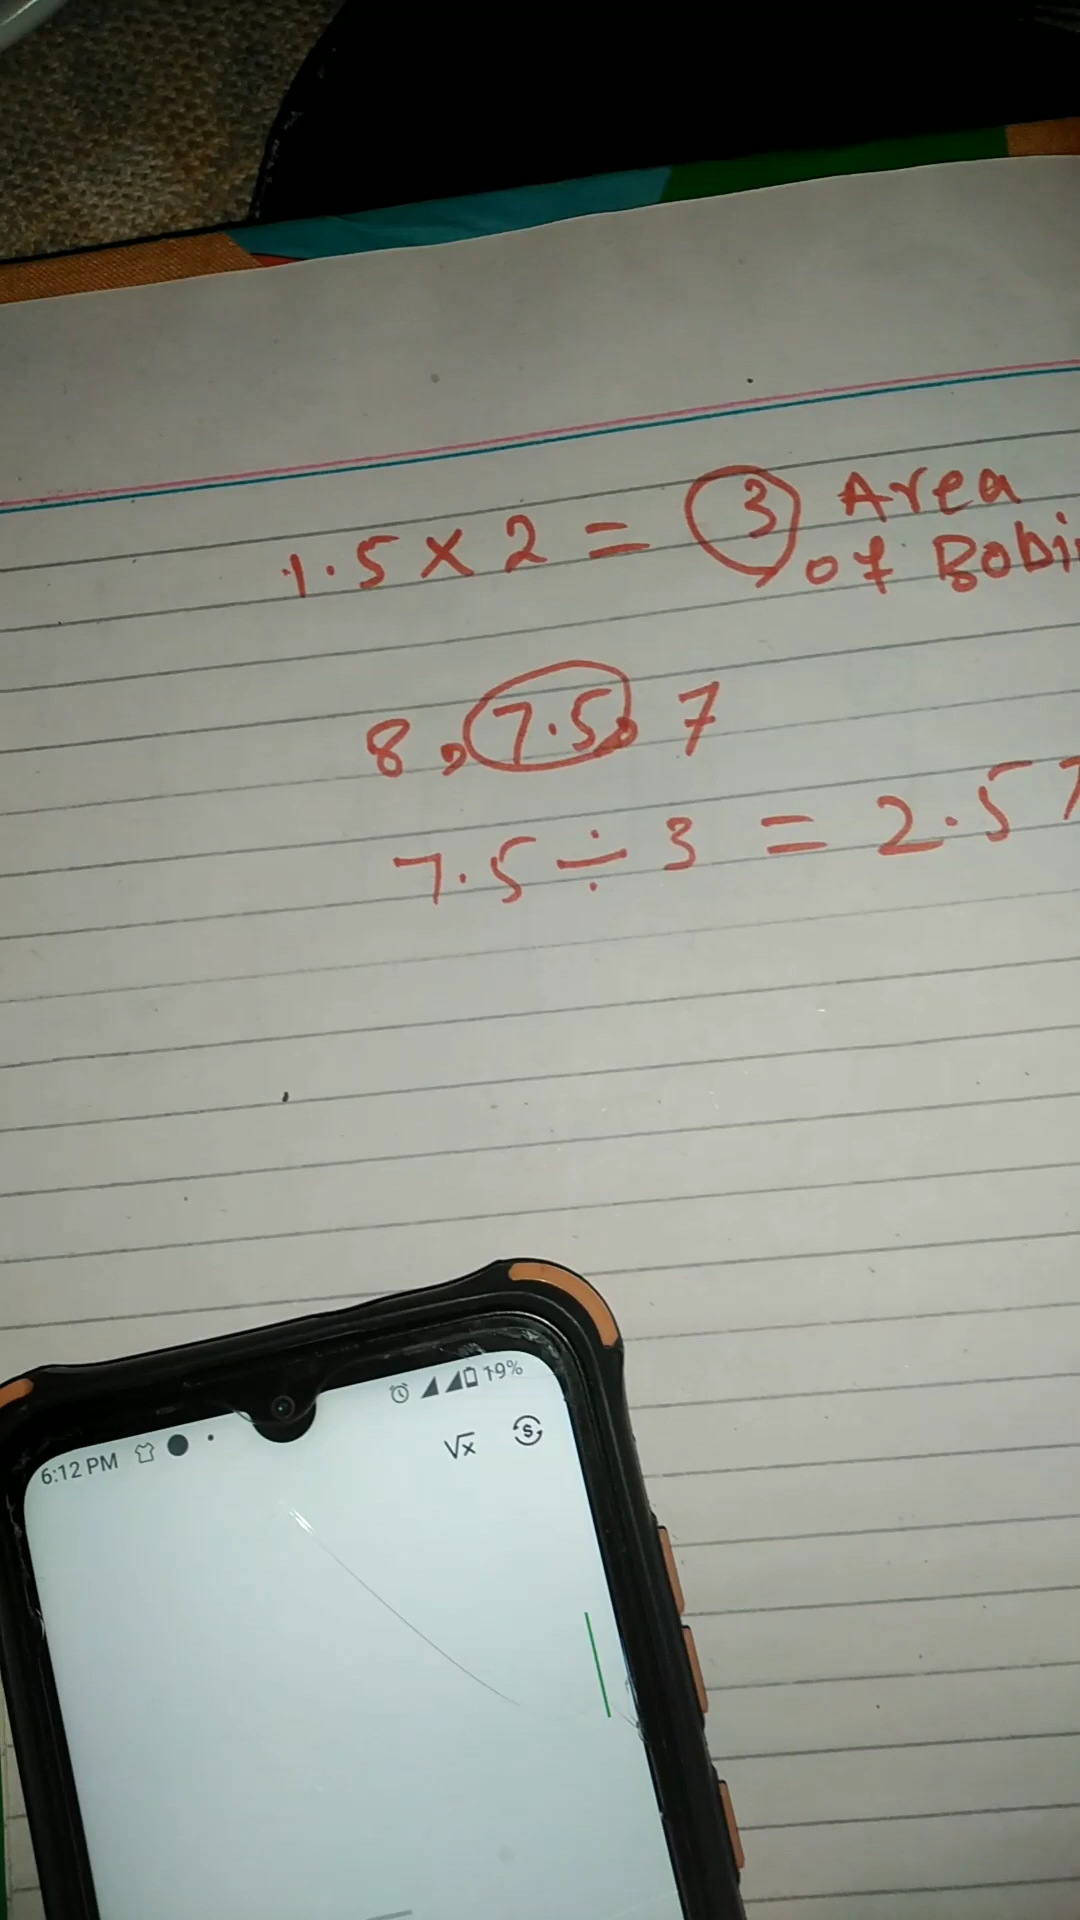 1.5 × 2 = 3 Area
of Bobi
8, 7.5, 7
7.5 ÷ 3 = 2.5
6:12 PM 19%
√x S